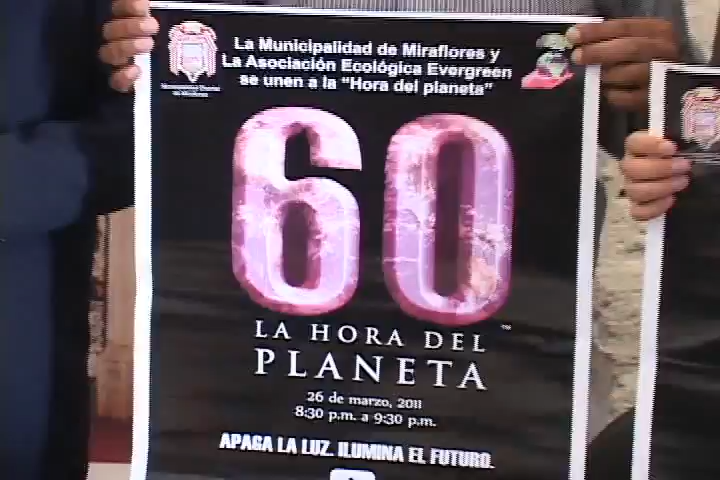 La Municipalidad de Miraflores y
La Asociación Ecológica Evergreen
se unen a la "Hora del planeta"
60
LA HORA DEL
PLANETA™
26 de marzo, 2011
8:30 p.m. a 9:30 p.m.
APAGA LA LUZ. ILUMINA EL FUTURO.